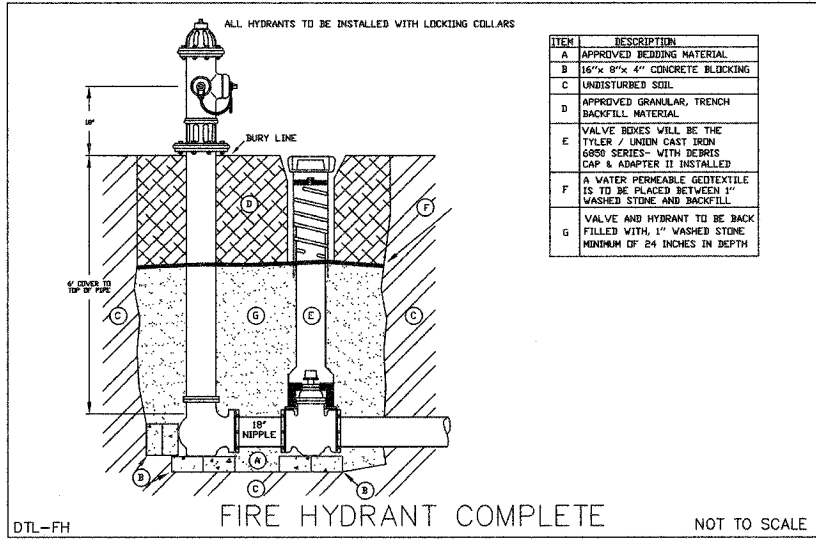 ALL HYDRANTS TO BE INSTALLED WITH LOCKIING COLLARS
ITEM DESCRIPTION
A APPROVED BEDDING MATERIAL
B 16"x 8"x 4" CONCRETE BLOCKING
C UNDISTURBED SOIL
D APPROVED GRANULAR, TRENCH
BACKFILL MATERIAL
E VALVE BOXES WILL BE THE
TYLER / UNION CAST IRON
6850 SERIES- WITH DEBRIS
CAP & ADAPTER II INSTALLED
F A WATER PERMEABLE GEOTEXTILE
IS TO BE PLACED BETWEEN 1"
WASHED STONE AND BACKFILL
G VALVE AND HYDRANT TO BE BACK
FILLED WITH, 1" WASHED STONE
MINIMUM OF 24 INCHES IN DEPTH
18"
BURY LINE
D
F
6' COVER TO
TOP OF PIPE
C
G
E
C
18"
NIPPLE
A
B
C
B
FIRE HYDRANT COMPLETE
DTL-FH
NOT TO SCALE